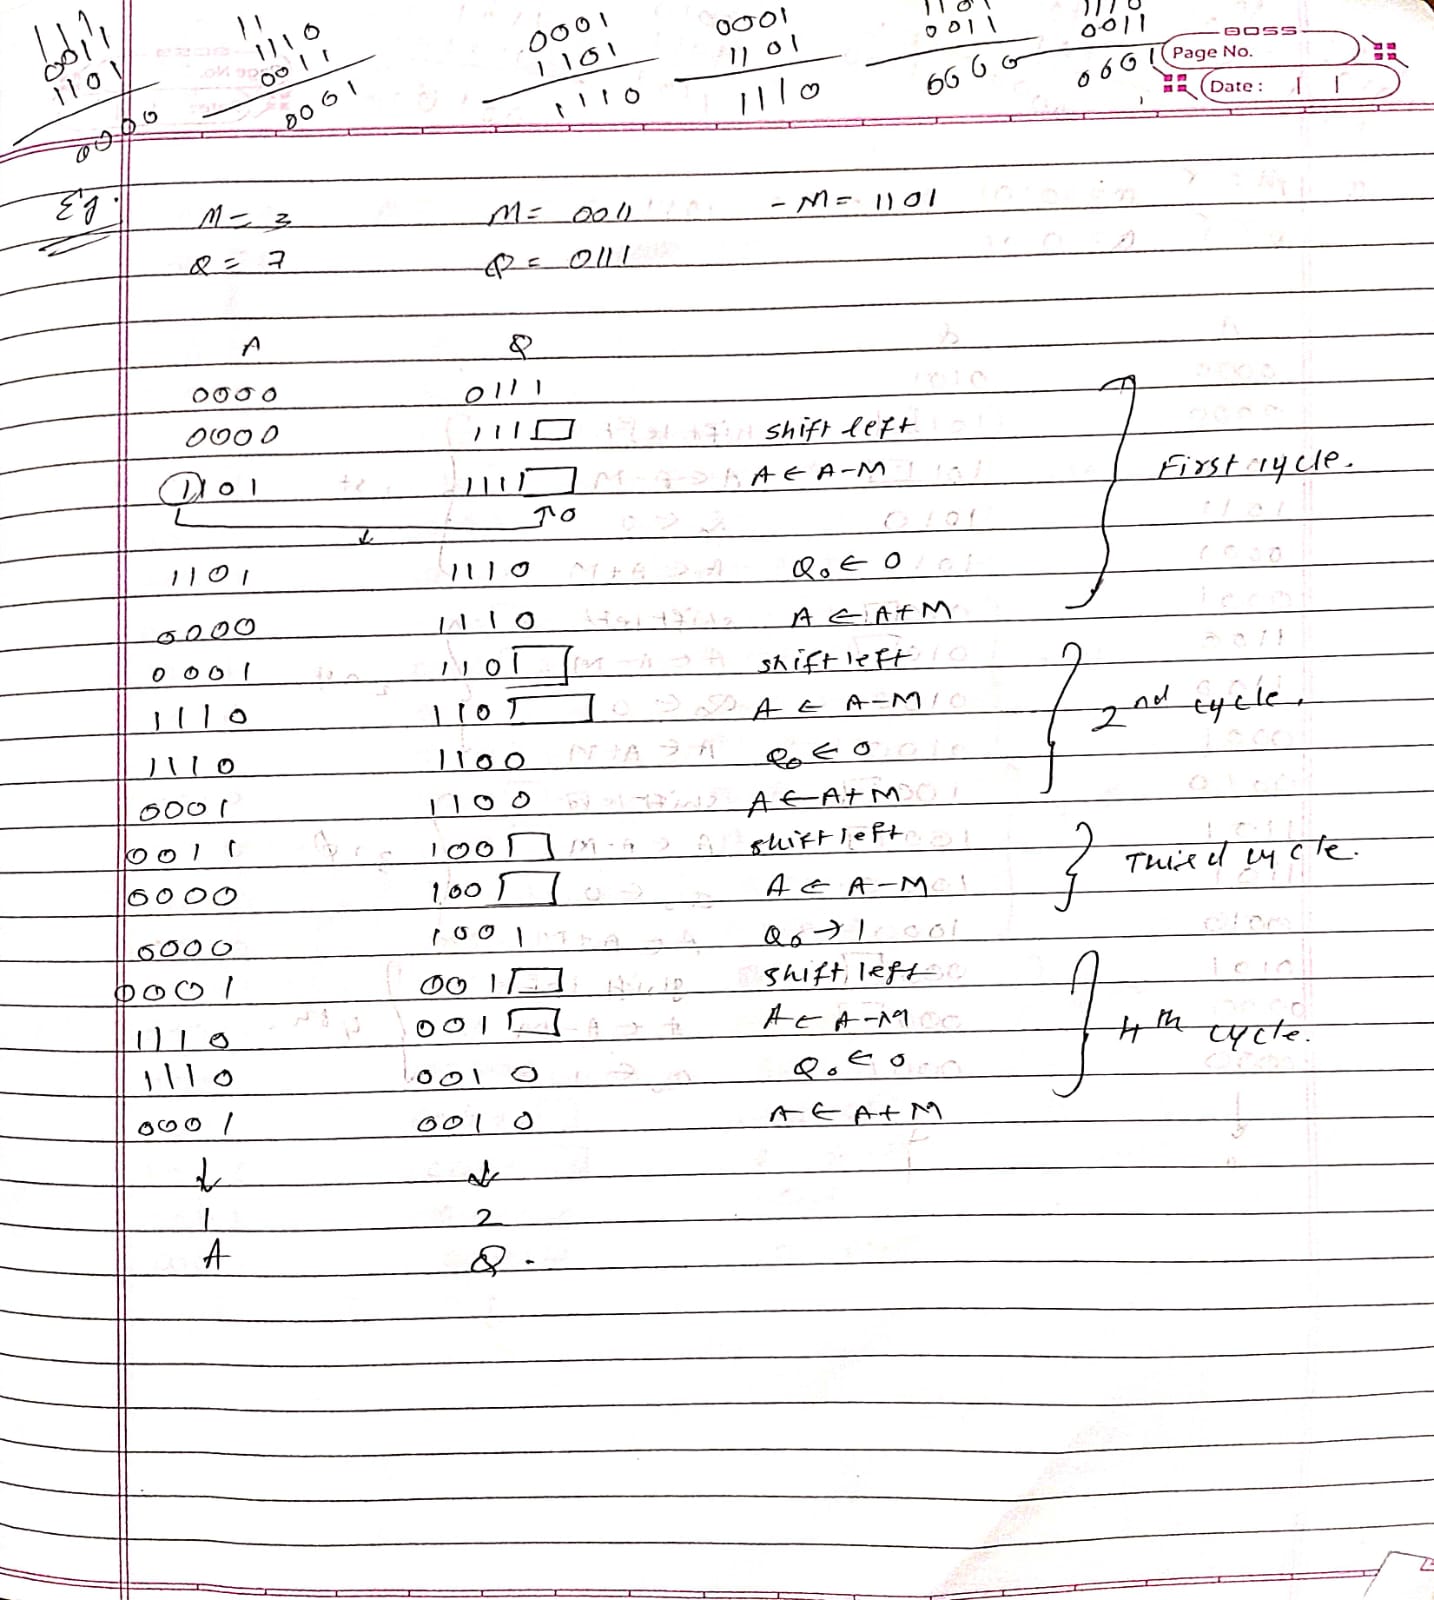 111
0011
1101
0000
11
1110
0011
0001
0001
1101
1110
0001
1101
1110
1101
0011
0000
1110
0011
0001
BOSS
Page No.
Date :
Eg.
M = 3 M = 0011 - M = 1101
Q = 7 Q = 0111
A Q
0000 0111
0000 111□ shift left
1101 111□ A ← A-M First cycle.
↑0
1101 1110 Q₀ ← 0
0000 1110 A ← A+M
0001 110□ shift left
1110 110□ A ← A-M 2nd cycle.
1110 1100 Q₀ ← 0
0001 1100 A ← A+M
0011 100□ shift left
0000 100□ A ← A-M Third cycle.
0000 1001 Q₀ → 1
0001 001□ shift left
1110 001□ A ← A-M 4th cycle.
1110 0010 Q₀ ← 0
0001 0010 A ← A+M
↓ ↓
1 2
A Q .